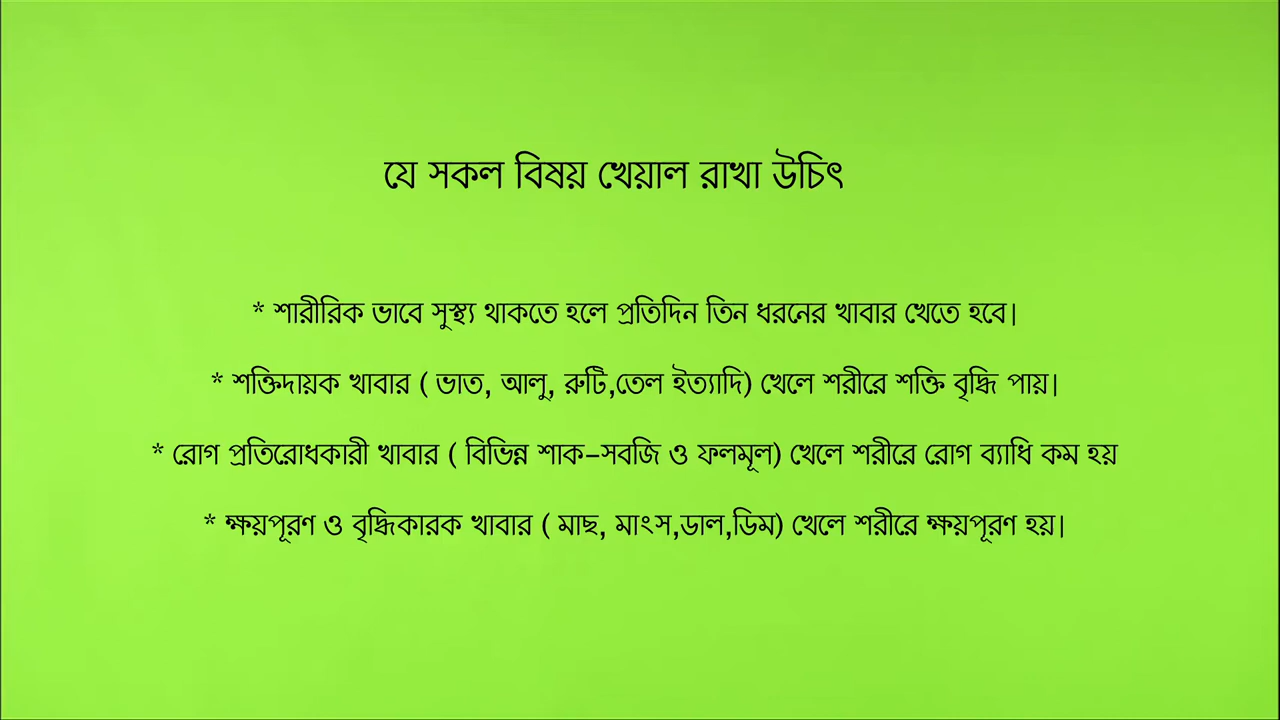 যে সকল বিষয় খেয়াল রাখা উচিৎ
* শারীরিক ভাবে সুস্থ্য থাকতে হলে প্রতিদিন তিন ধরনের খাবার খেতে হবে।
* শক্তিদায়ক খাবার ( ভাত, আলু, রুটি,তেল ইত্যাদি) খেলে শরীরে শক্তি বৃদ্ধি পায়।
* রোগ প্রতিরোধকারী খাবার ( বিভিন্ন শাক-সবজি ও ফলমূল) খেলে শরীরে রোগ ব্যাধি কম হয়
* ক্ষয়পূরণ ও বৃদ্ধিকারক খাবার ( মাছ, মাংস,ডাল,ডিম) খেলে শরীরে ক্ষয়পূরণ হয়।